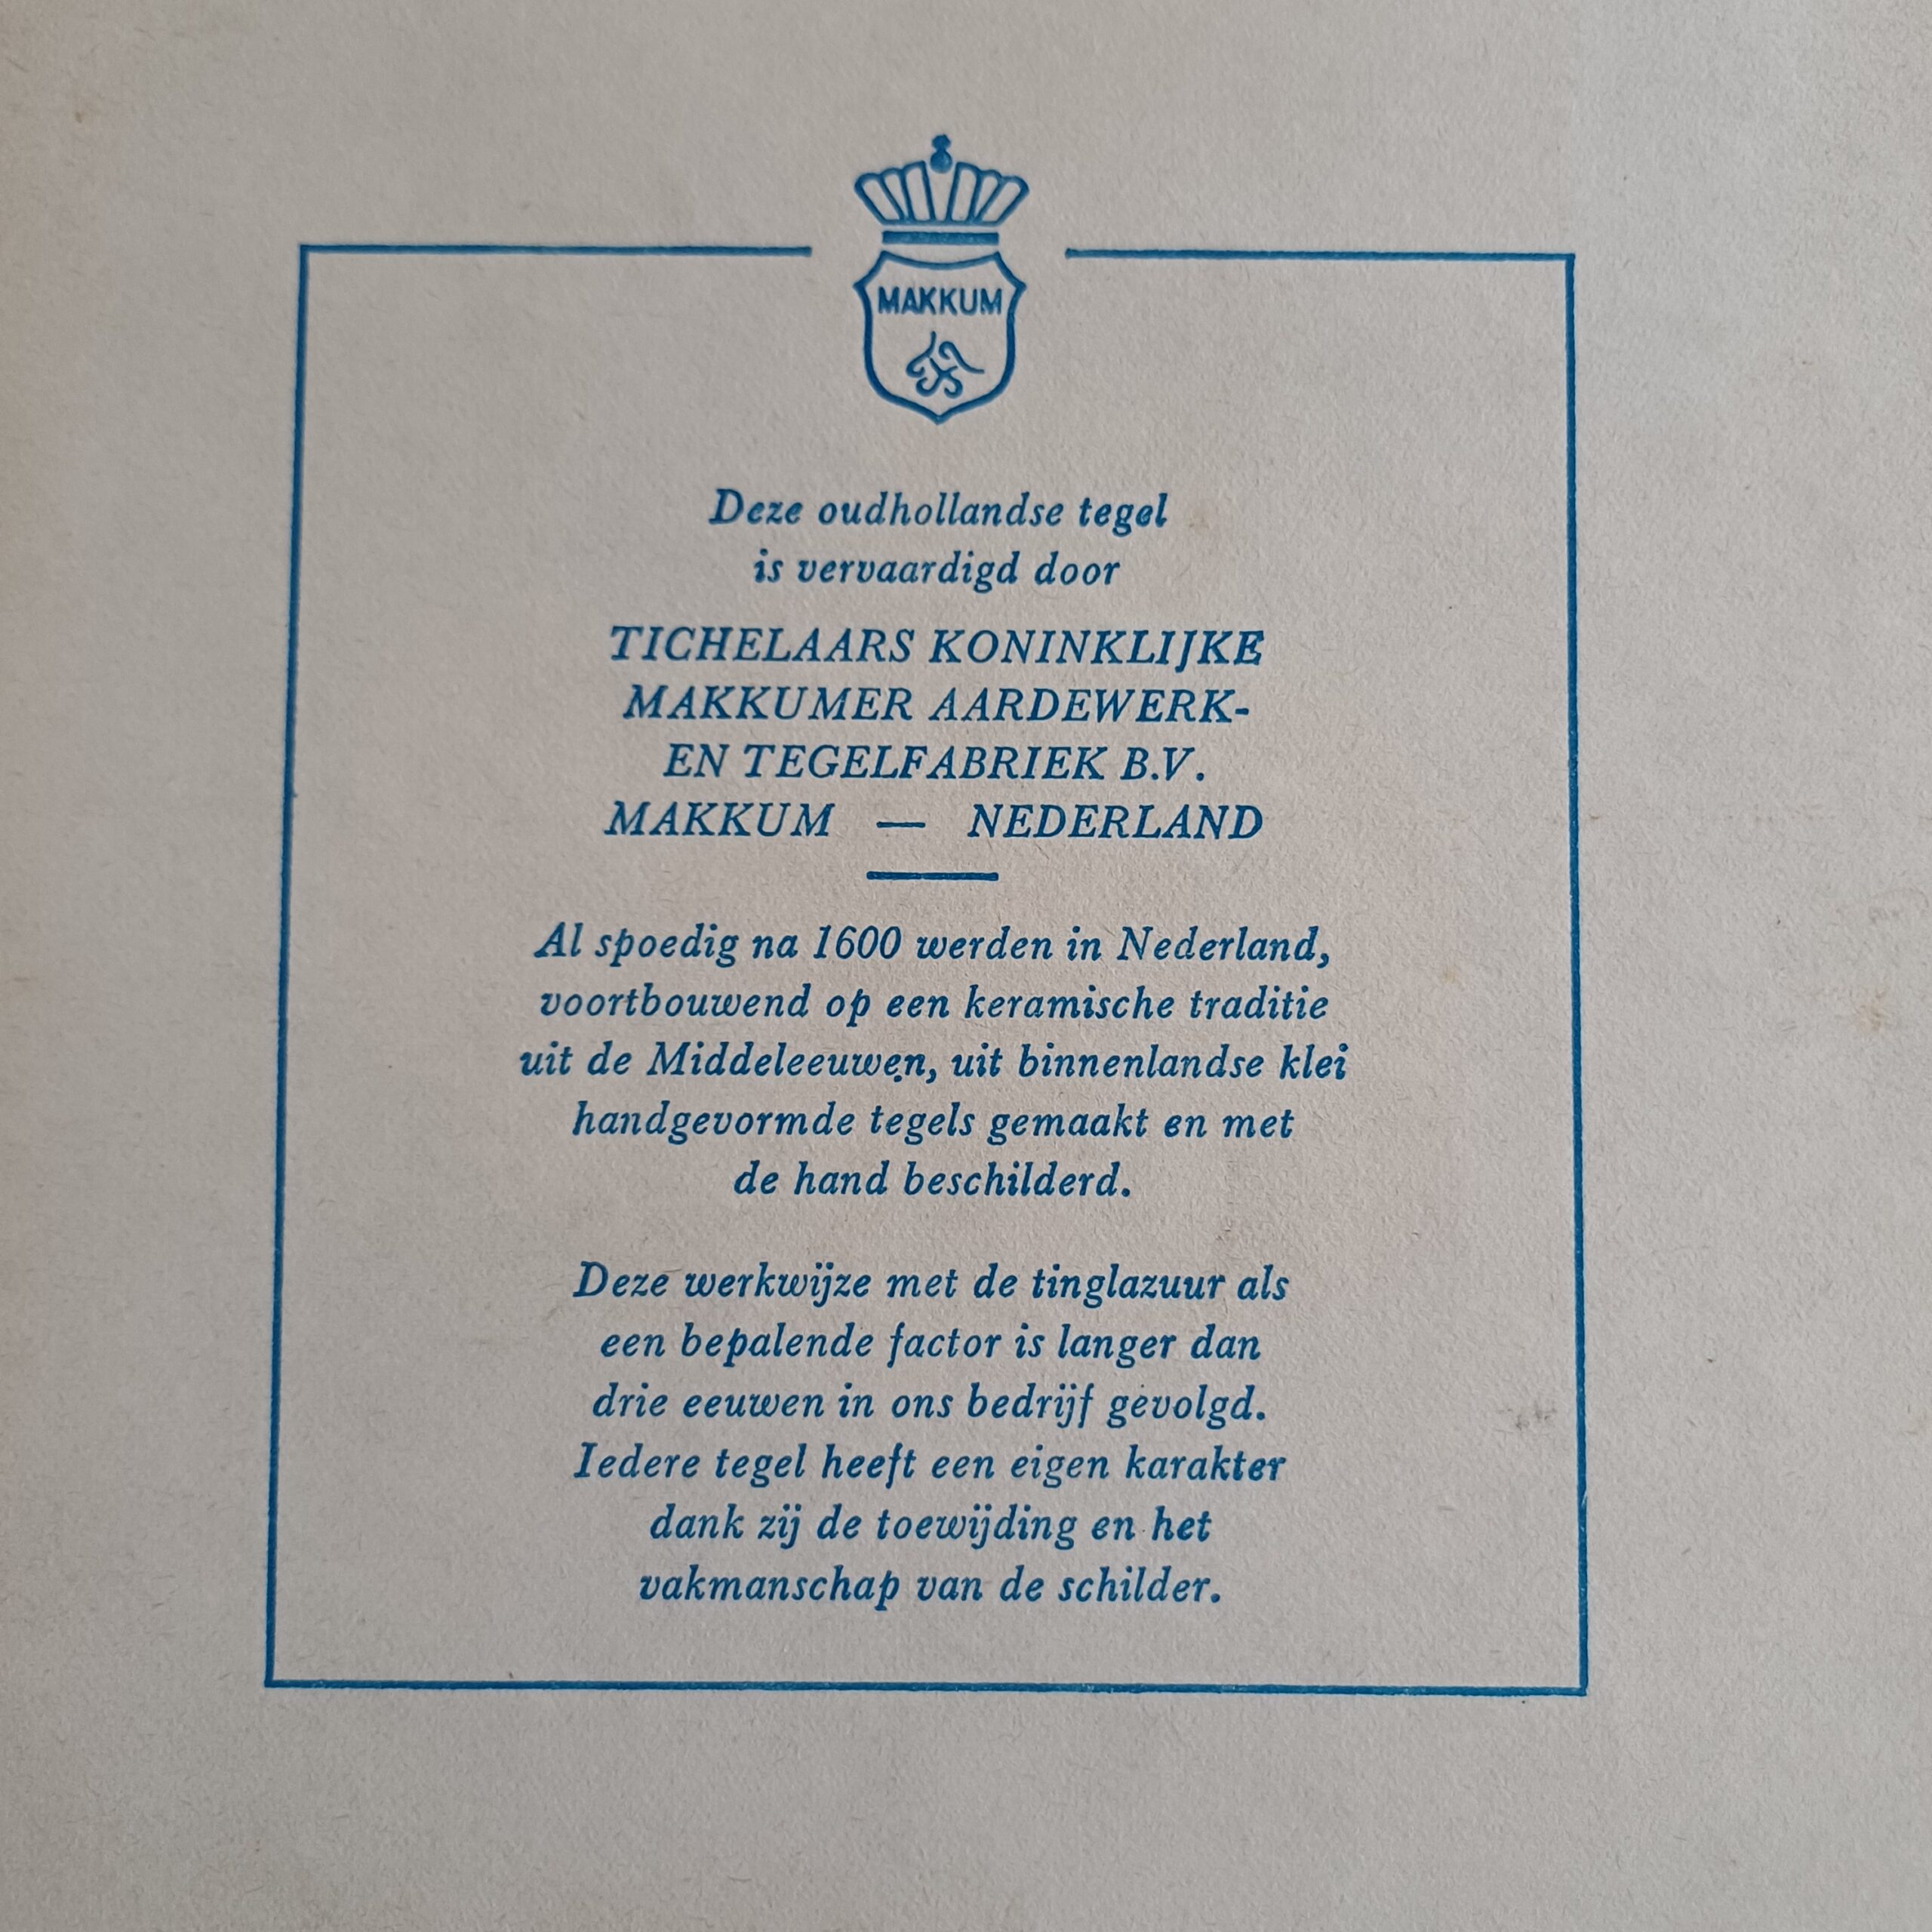 MAKKUM
Deze oudhollandse tegel
is vervaardigd door
TICHELAARS KONINKLIJKE
MAKKUMER AARDEWERK-
EN TEGELFABRIEK B.V.
MAKKUM — NEDERLAND
Al spoedig na 1600 werden in Nederland,
voortbouwend op een keramische traditie
uit de Middeleeuwen, uit binnenlandse klei
handgevormde tegels gemaakt en met
de hand beschilderd.
Deze werkwijze met de tinglazuur als
een bepalende factor is langer dan
drie eeuwen in ons bedrijf gevolgd.
Iedere tegel heeft een eigen karakter
dank zij de toewijding en het
vakmanschap van de schilder.